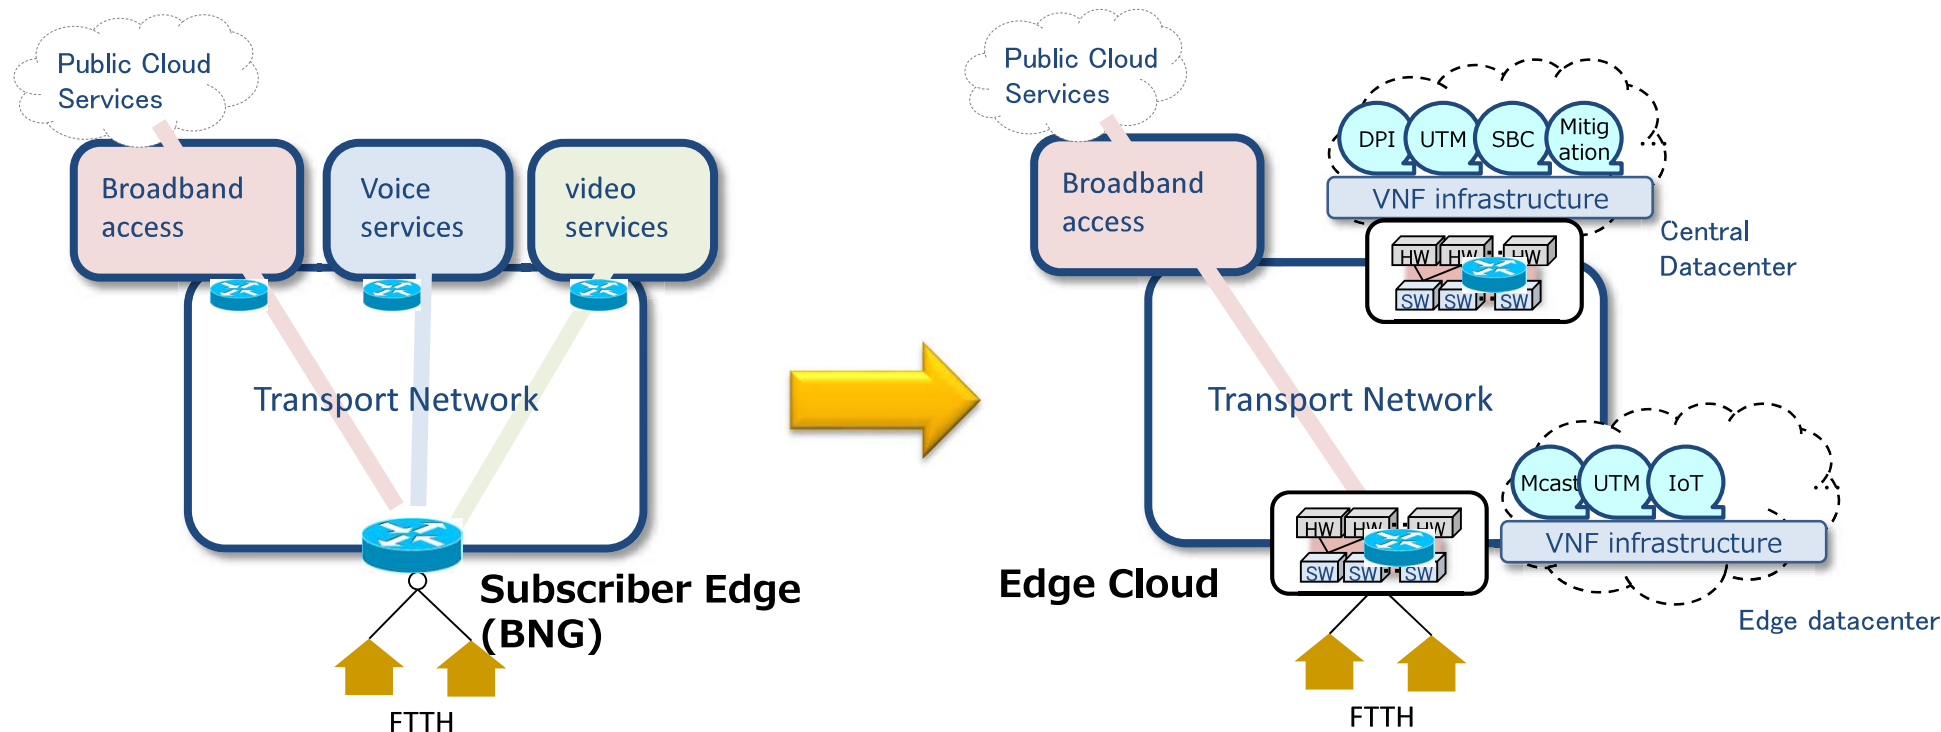 Public Cloud
Services
Broadband
access
Voice
services
video
services
Transport Network
Subscriber Edge
(BNG)
FTTH
Public Cloud
Services
Broadband
access
DPI
UTM
SBC
Mitig
ation
...
VNF infrastructure
Central
Datacenter
HW
HW
HW
SW
SW
SW
Transport Network
Mcast
UTM
IoT
...
VNF infrastructure
HW
HW
HW
SW
SW
SW
Edge Cloud
Edge datacenter
FTTH